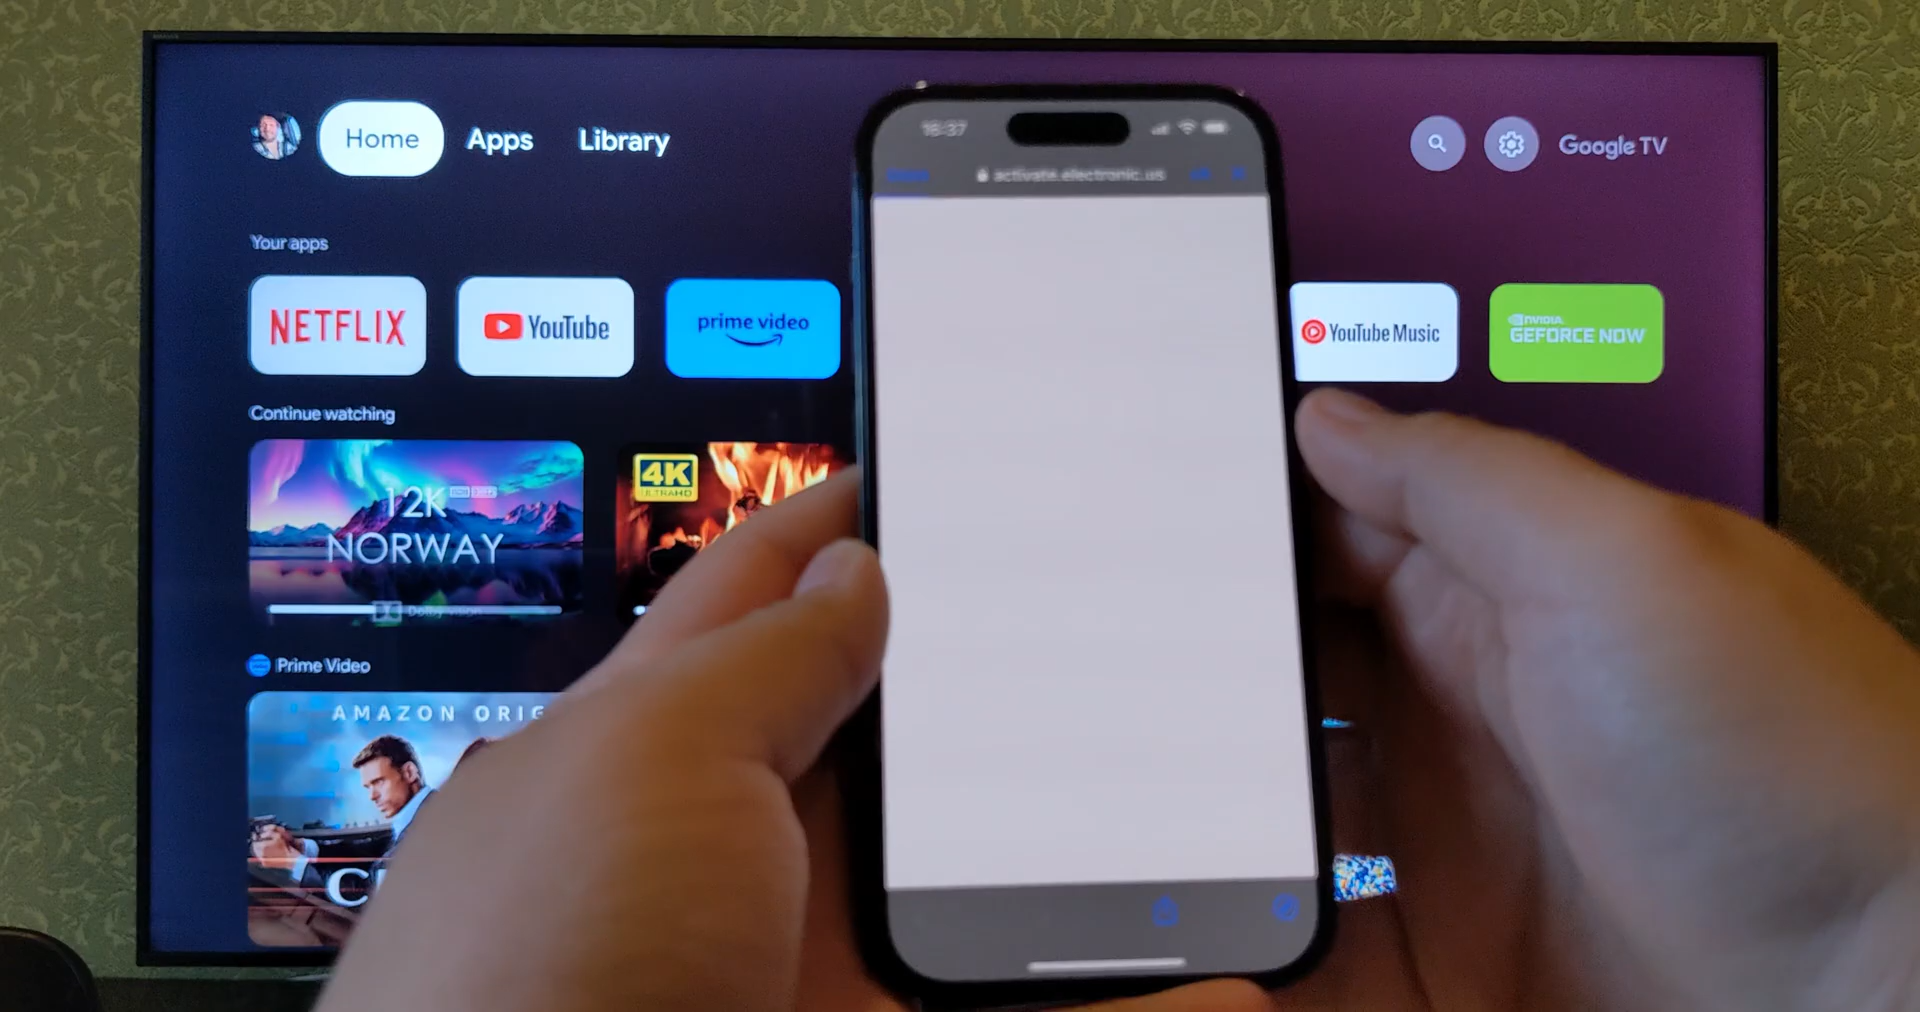 Home
Apps
Library
Google TV
Your apps
NETFLIX
YouTube
prime video
YouTube Music
NVIDIA.
GEFORCE NOW
Continue watching
12K
NORWAY
Dolby Vision
4K
ULTRA HD
Prime Video
AMAZON ORIG
C
16:37
activate.electronic.us